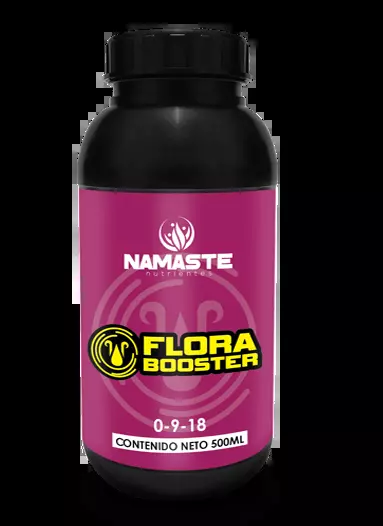 NAMASTE
nutrientes
FLORA
BOOSTER
0-9-18
CONTENIDO NETO 500ML